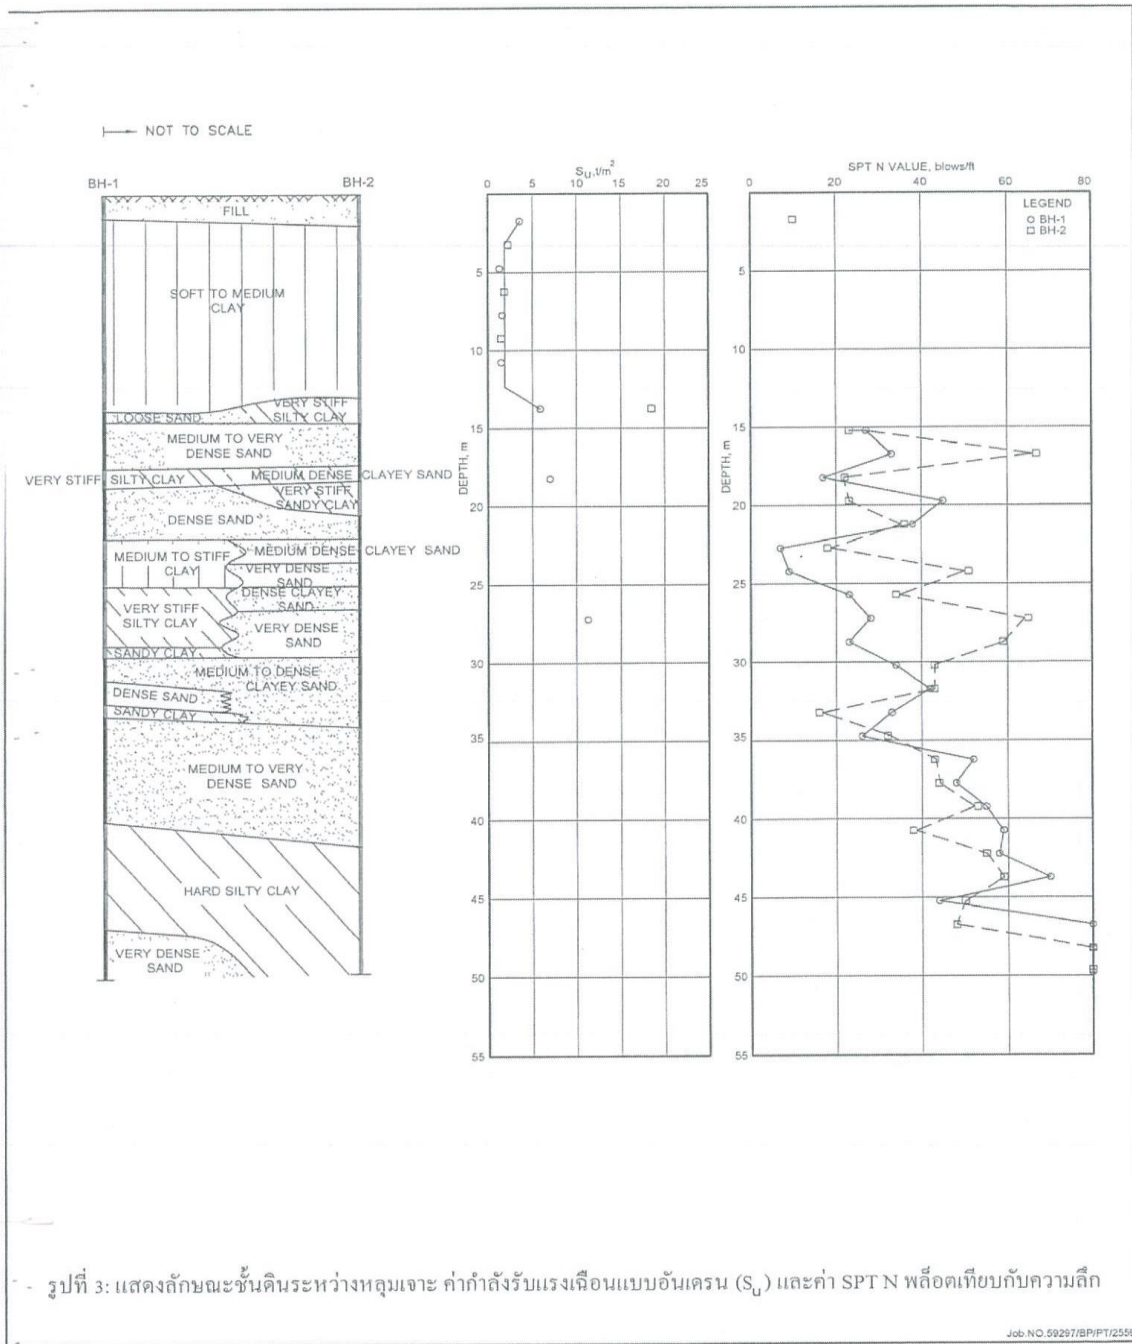 NOT TO SCALE
BH-1
BH-2
FILL
SOFT TO MEDIUM
CLAY
VERY STIFF
SILTY CLAY
LOOSE SAND
MEDIUM TO VERY
DENSE SAND
VERY STIFF
SILTY CLAY
MEDIUM DENSE CLAYEY SAND
VERY STIFF
SANDY CLAY
DENSE SAND
MEDIUM TO STIFF
CLAY
MEDIUM DENSE CLAYEY SAND
VERY DENSE
SAND
DENSE CLAYEY
SAND
VERY STIFF
SILTY CLAY
VERY DENSE
SAND
SANDY CLAY
MEDIUM TO DENSE
CLAYEY SAND
DENSE SAND
SANDY CLAY
MEDIUM TO VERY
DENSE SAND
HARD SILTY CLAY
VERY DENSE
SAND
Su,t/m2
0 5 10 15 20 25
5
10
15
20
25
30
35
40
45
50
55
DEPTH, m
SPT N VALUE, blows/ft
0 20 40 60 80
LEGEND
BH-1
BH-2
5
10
15
20
25
30
35
40
45
50
55
DEPTH, m
รูปที่ 3: แสดงลักษณะชั้นดินระหว่างหลุมเจาะ ค่ากำลังรับแรงเฉือนแบบอันเดรน (Su) และค่า SPT N พล็อตเทียบกับความลึก
Job.NO.59297/BP/PT/2559